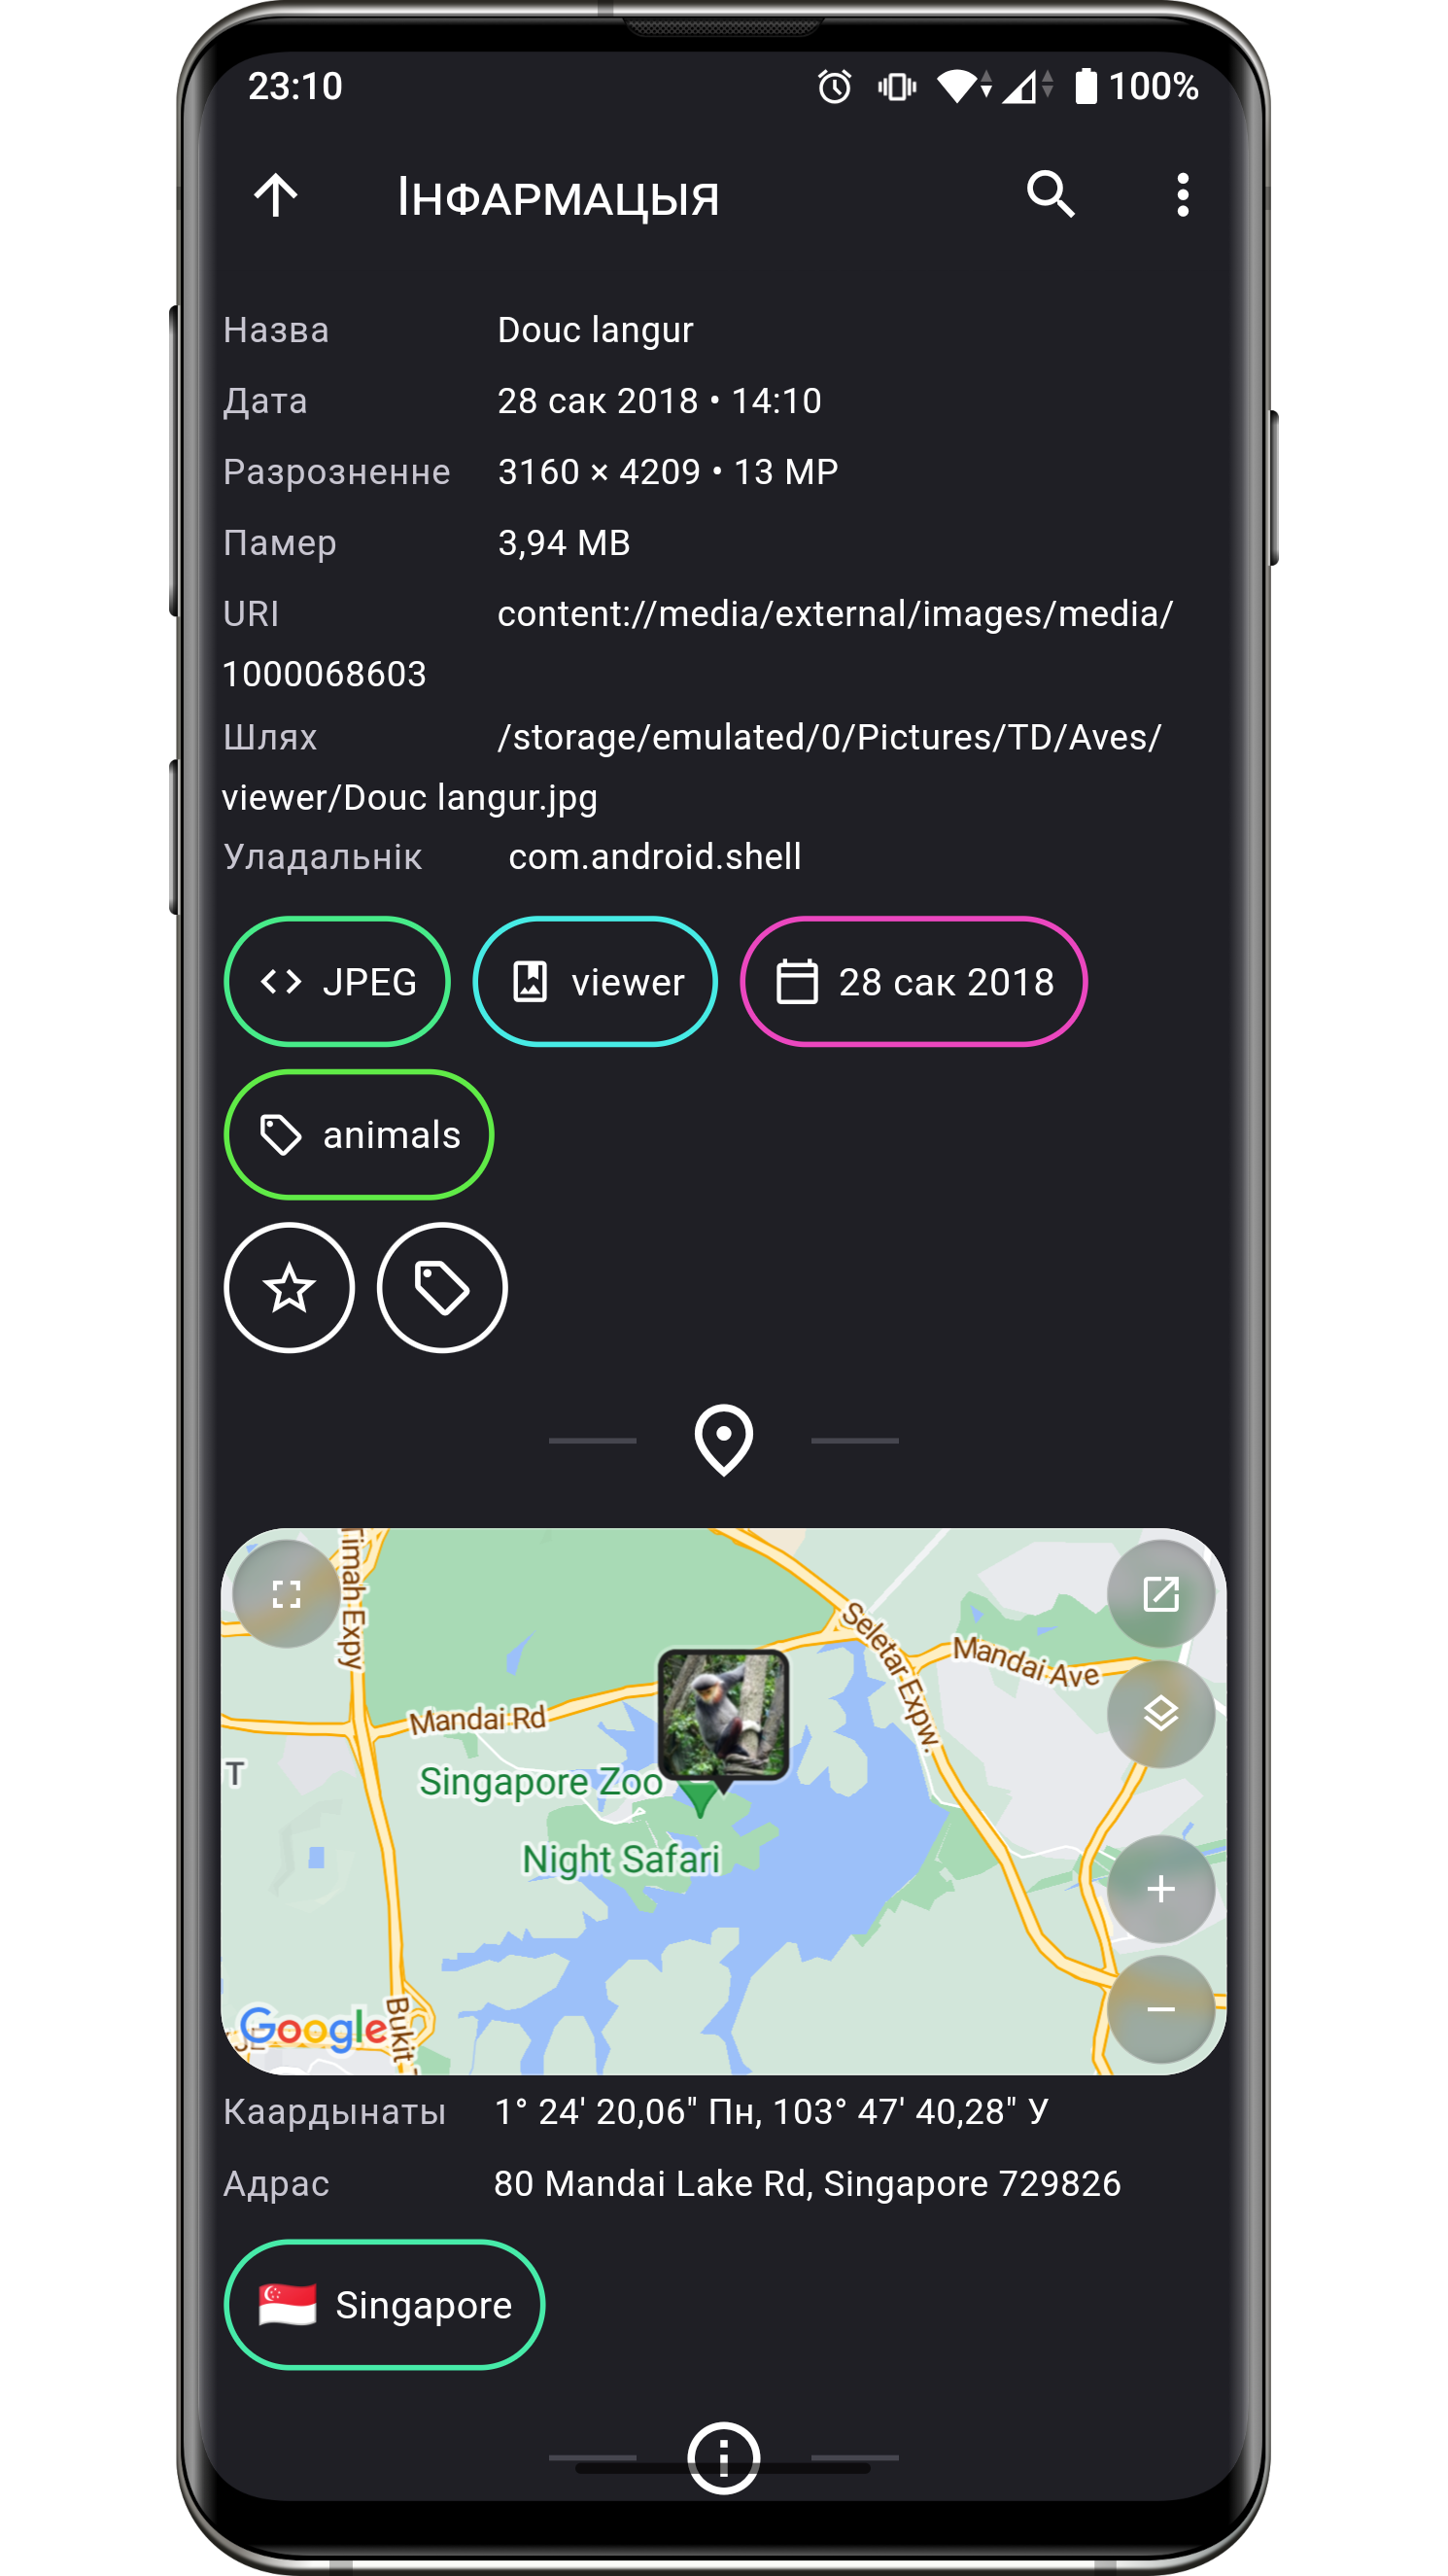 23:10 100%
Інфармацыя
Назва Douc langur
Дата 28 сак 2018 • 14:10
Разрозненне 3160 × 4209 • 13 MP
Памер 3,94 MB
URI content://media/external/images/media/
1000068603
Шлях /storage/emulated/0/Pictures/TD/Aves/
viewer/Douc langur.jpg
Уладальнік com.android.shell
JPEG viewer 28 сак 2018
animals
Timah Expy
Seletar Expw.
Mandai Ave
Mandai Rd
T
Singapore Zoo
Night Safari
Google
Bukit
Каардынаты 1° 24' 20,06" Пн, 103° 47' 40,28" У
Адрас 80 Mandai Lake Rd, Singapore 729826
Singapore